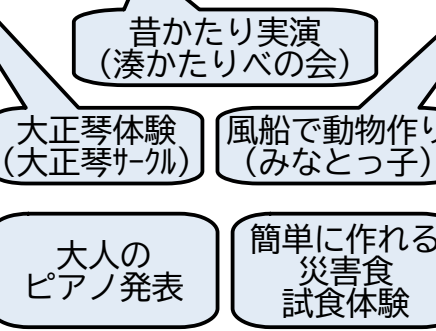 昔かたり実演
（湊かたりべの会）
大正琴体験
（大正琴ｻｰｸﾙ）
風船で動物作り
（みなとっ子）
大人の
ピアノ発表
簡単に作れる
災害食
試食体験